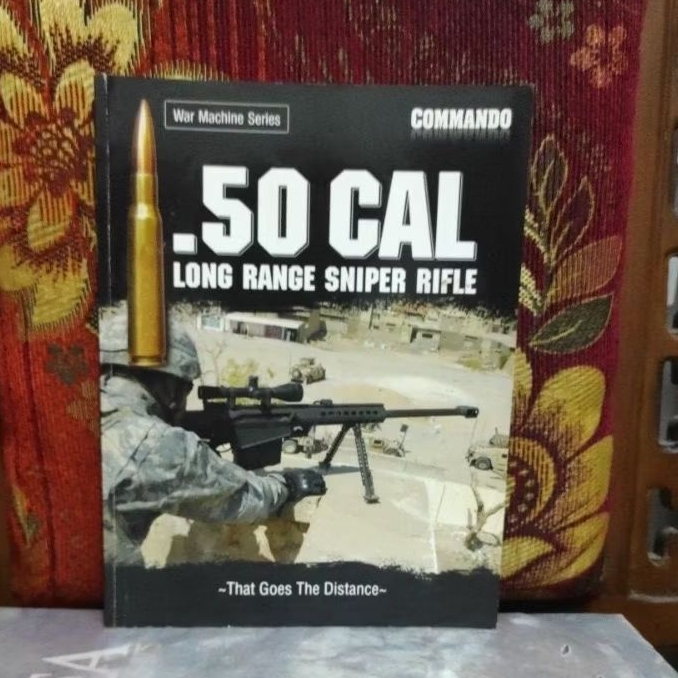 War Machine Series
COMMANDO
.50 CAL
LONG RANGE SNIPER RIFLE
~That Goes The Distance~